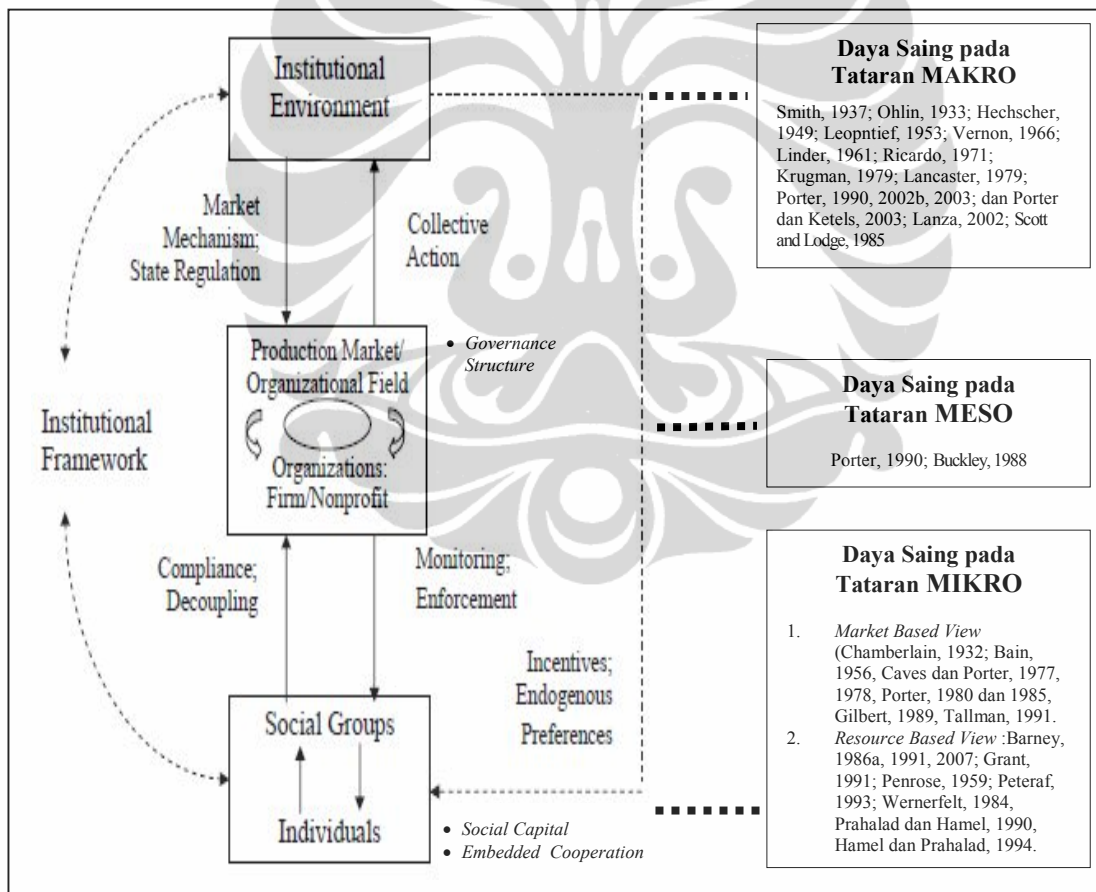 Institutional
Environment
Market
Mechanism;
State Regulation
Collective
Action
Production Market/
Organizational Field
Organizations:
Firm/Nonprofit
• Governance
Structure
Institutional
Framework
Compliance;
Decoupling
Monitoring;
Enforcement
Incentives;
Endogenous
Preferences
Social Groups
Individuals
• Social Capital
• Embedded Cooperation
Daya Saing pada
Tataran MAKRO
Smith, 1937; Ohlin, 1933; Hechscher,
1949; Leopntief, 1953; Vernon, 1966;
Linder, 1961; Ricardo, 1971;
Krugman, 1979; Lancaster, 1979;
Porter, 1990, 2002b, 2003; dan Porter
dan Ketels, 2003; Lanza, 2002; Scott
and Lodge, 1985
Daya Saing pada
Tataran MESO
Porter, 1990; Buckley, 1988
Daya Saing pada
Tataran MIKRO
1. Market Based View
(Chamberlain, 1932; Bain,
1956, Caves dan Porter, 1977,
1978, Porter, 1980 dan 1985,
Gilbert, 1989, Tallman, 1991.
2. Resource Based View :Barney,
1986a, 1991, 2007; Grant,
1991; Penrose, 1959; Peteraf,
1993; Wernerfelt, 1984,
Prahalad dan Hamel, 1990,
Hamel dan Prahalad, 1994.